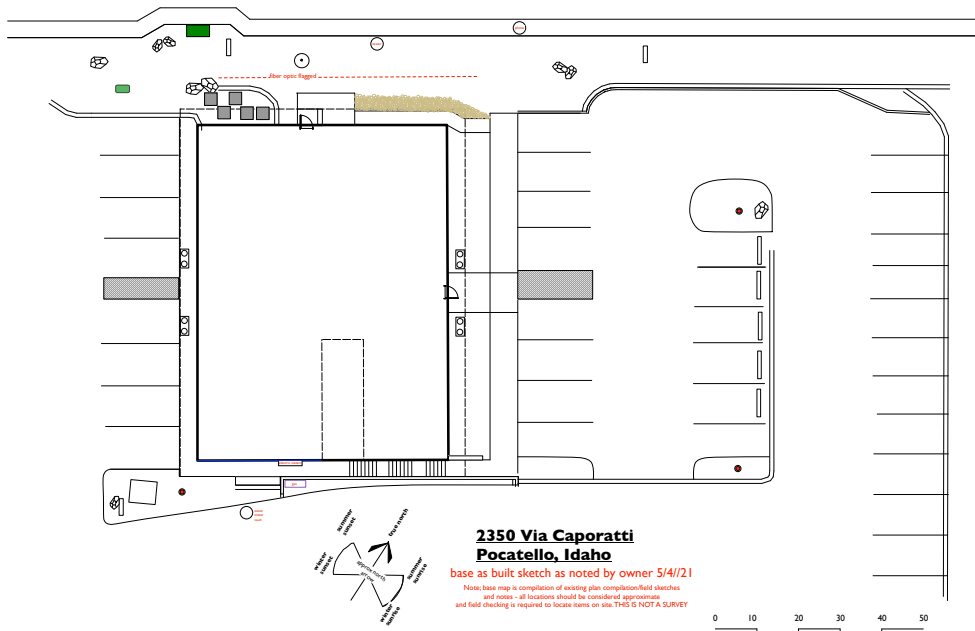 fiber optic flagged
summer
sunset
true north
winter
sunset
approx north
arrow
summer
sunrise
winter
sunrise
2350 Via Caporatti
Pocatello, Idaho
base as built sketch as noted by owner 5/4//21
Note; base map is compilation of existing plan compilation/field sketches
and notes - all locations should be considered approximate
and field checking is required to locate items on site. THIS IS NOT A SURVEY
0 10 20 30 40 50